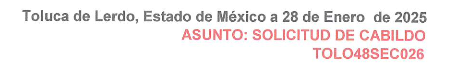 Toluca de Lerdo, Estado de México a 28 de Enero de 2025
ASUNTO: SOLICITUD DE CABILDO
TOLO48SEC026